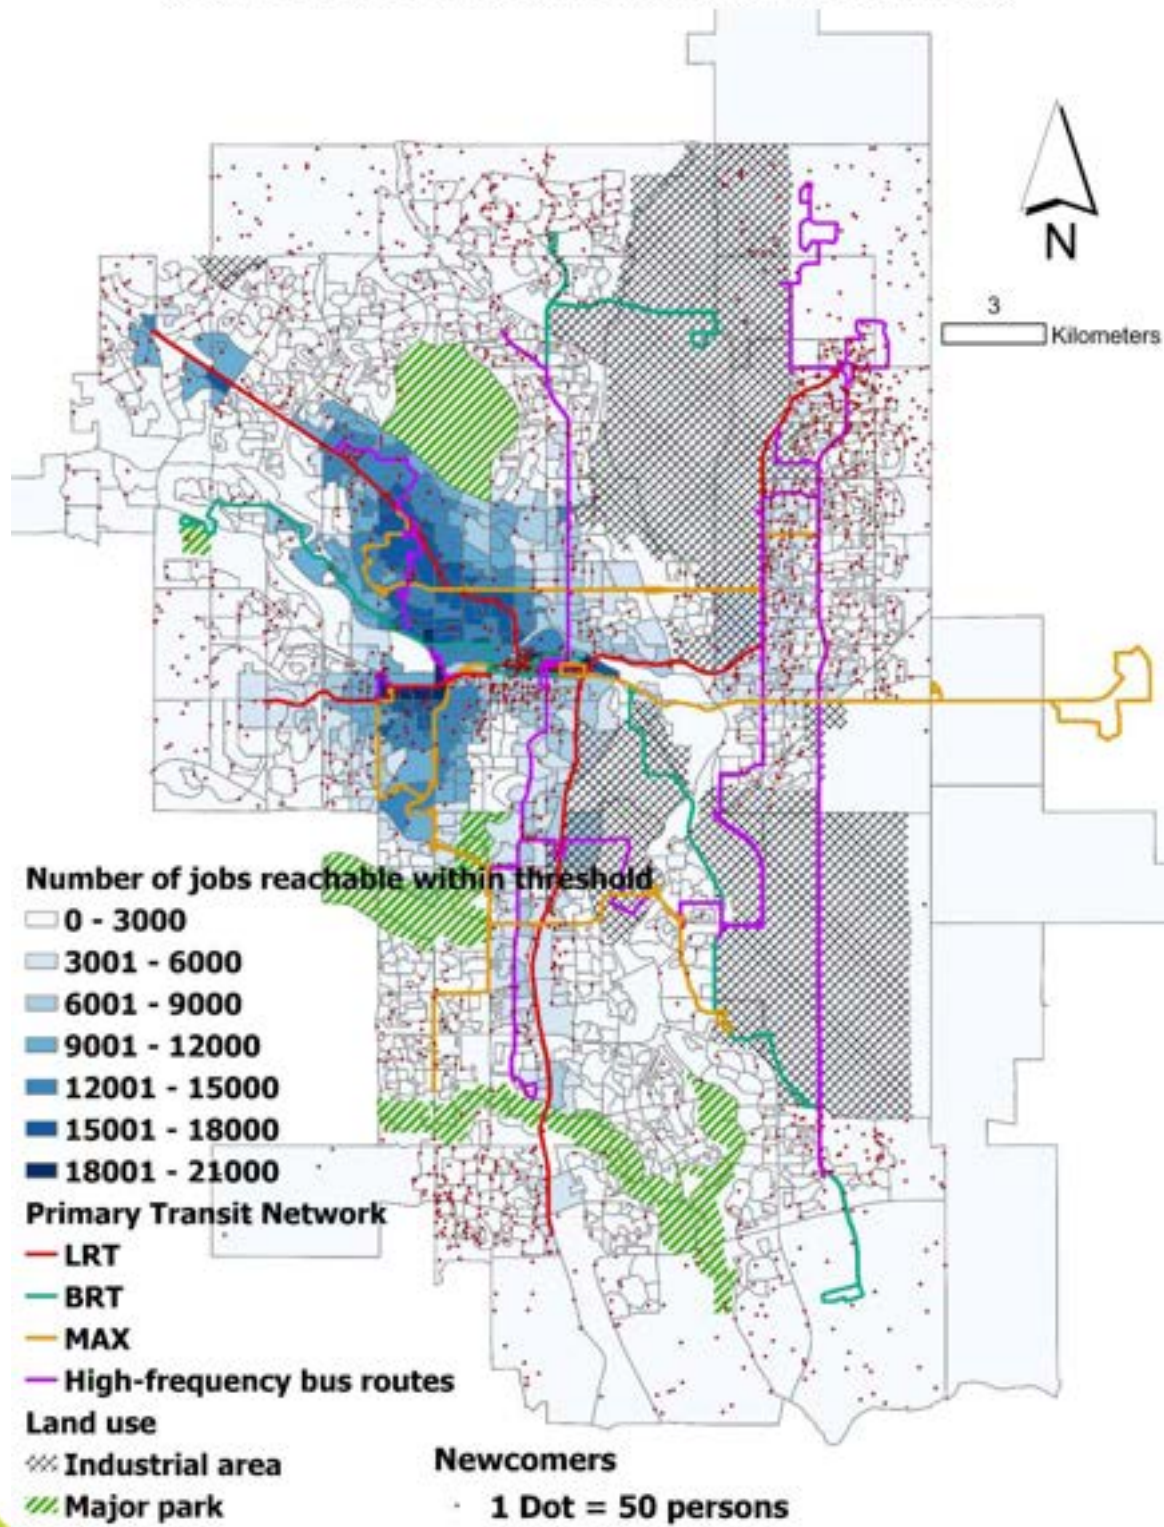 N
3
Kilometers
Number of jobs reachable within threshold
0 - 3000
3001 - 6000
6001 - 9000
9001 - 12000
12001 - 15000
15001 - 18000
18001 - 21000
Primary Transit Network
LRT
BRT
MAX
High-frequency bus routes
Land use
Industrial area
Major park
Newcomers
1 Dot = 50 persons